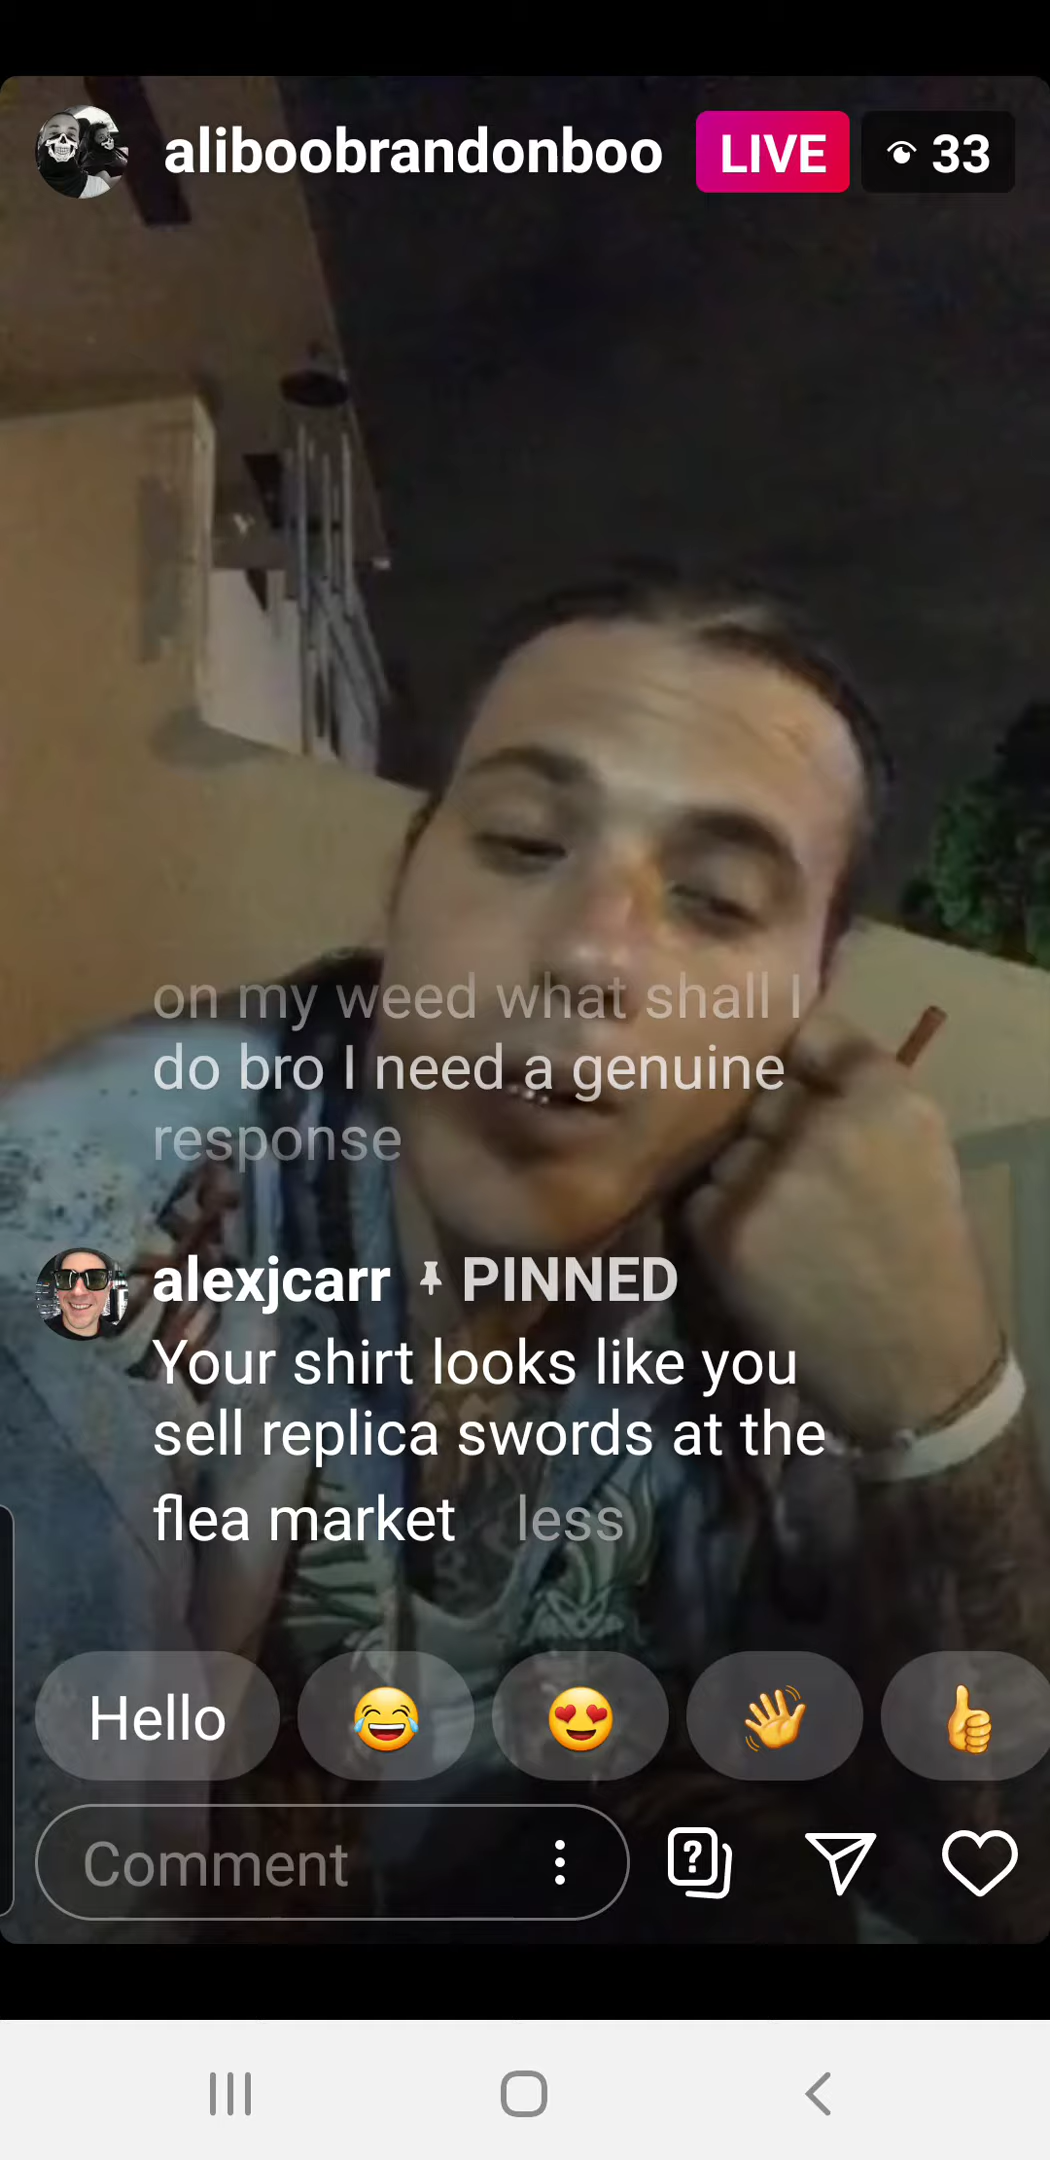 aliboobrandonboo LIVE 33
on my weed what shall I
do bro I need a genuine
response
alexjcarr PINNED
Your shirt looks like you
sell replica swords at the
flea market less
Hello
Comment